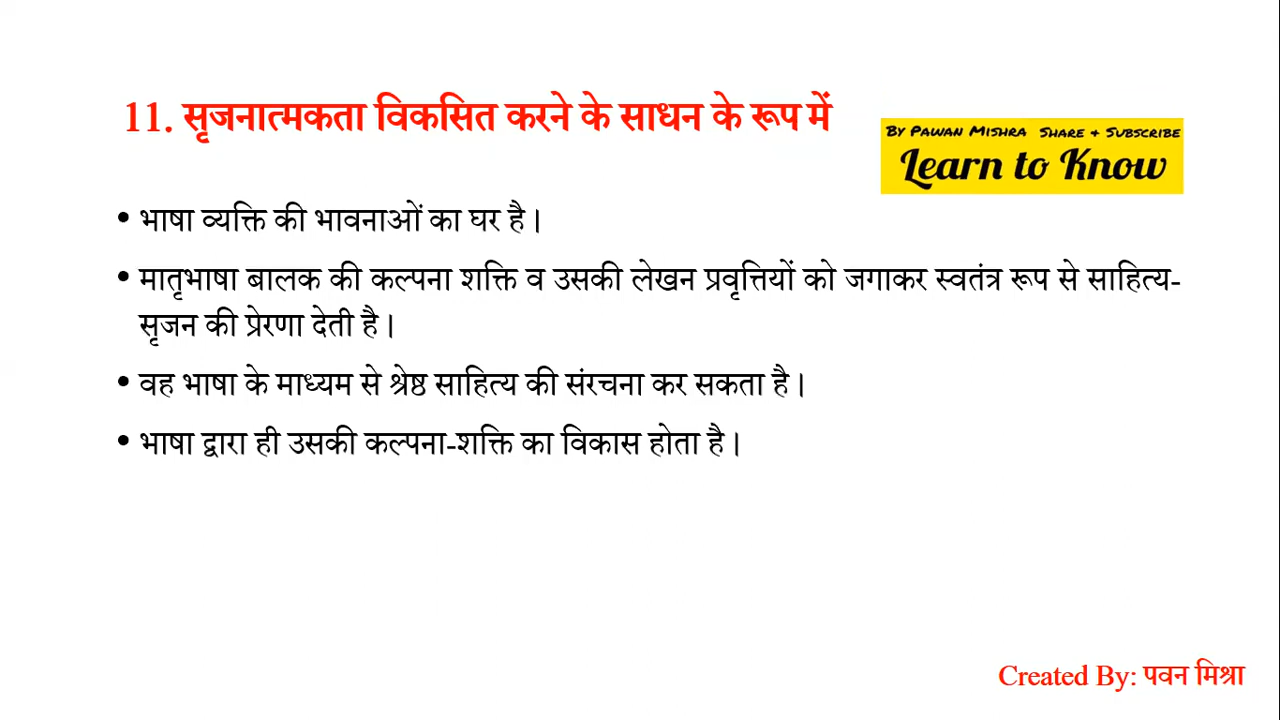 11. सृजनात्मकता विकसित करने के साधन के रूप में
By Pawan Mishra Share & Subscribe
Learn to Know
• भाषा व्यक्ति की भावनाओं का घर है।
• मातृभाषा बालक की कल्पना शक्ति व उसकी लेखन प्रवृत्तियों को जगाकर स्वतंत्र रूप से साहित्य-
सृजन की प्रेरणा देती है।
• वह भाषा के माध्यम से श्रेष्ठ साहित्य की संरचना कर सकता है।
• भाषा द्वारा ही उसकी कल्पना-शक्ति का विकास होता है।
Created By: पवन मिश्रा